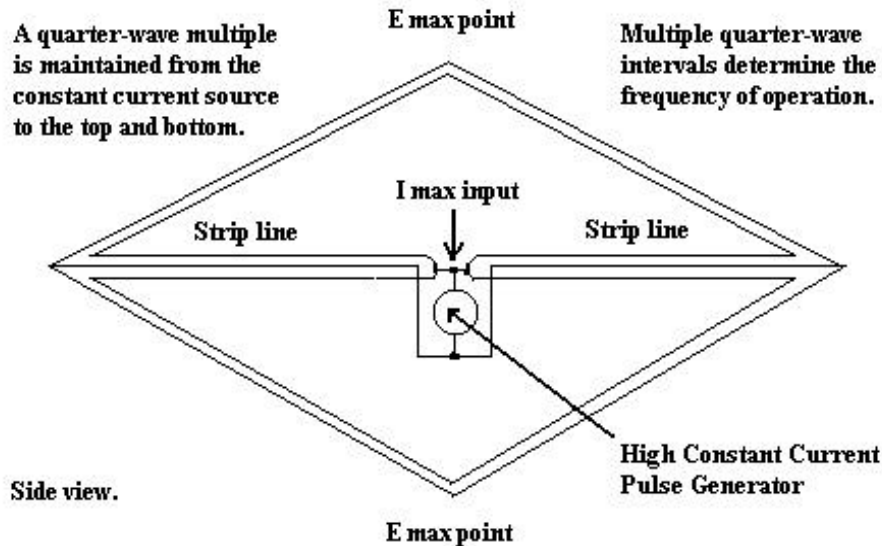 E max point
A quarter-wave multiple
is maintained from the
constant current source
to the top and bottom.
Multiple quarter-wave
intervals determine the
frequency of operation.
I max input
Strip line
Strip line
High Constant Current
Pulse Generator
Side view.
E max point